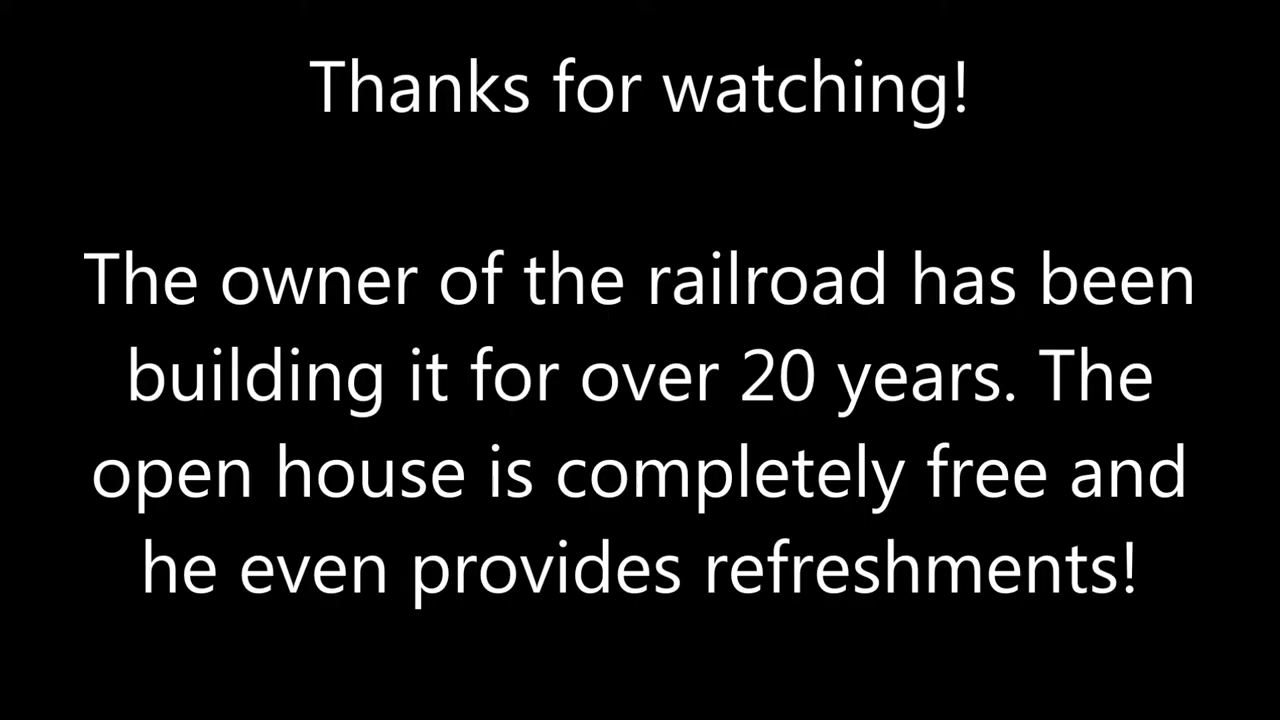 Thanks for watching!
The owner of the railroad has been
building it for over 20 years. The
open house is completely free and
he even provides refreshments!